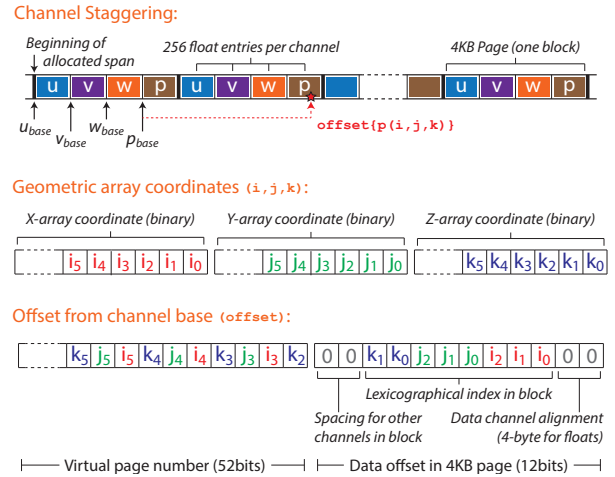 Channel Staggering:
Beginning of
allocated span
256 float entries per channel
4KB Page (one block)
u v w p u v w p u v w p
u_base
v_base
w_base
p_base
offset{p(i,j,k)}
Geometric array coordinates (i,j,k):
X-array coordinate (binary) Y-array coordinate (binary) Z-array coordinate (binary)
i5 i4 i3 i2 i1 i0 j5 j4 j3 j2 j1 j0 k5 k4 k3 k2 k1 k0
Offset from channel base (offset):
k5 j5 i5 k4 j4 i4 k3 j3 i3 k2 0 0 k1 k0 j2 j1 j0 i2 i1 i0 0 0
Lexicographical index in block
Spacing for other
channels in block
Data channel alignment
(4-byte for floats)
Virtual page number (52bits) Data offset in 4KB page (12bits)